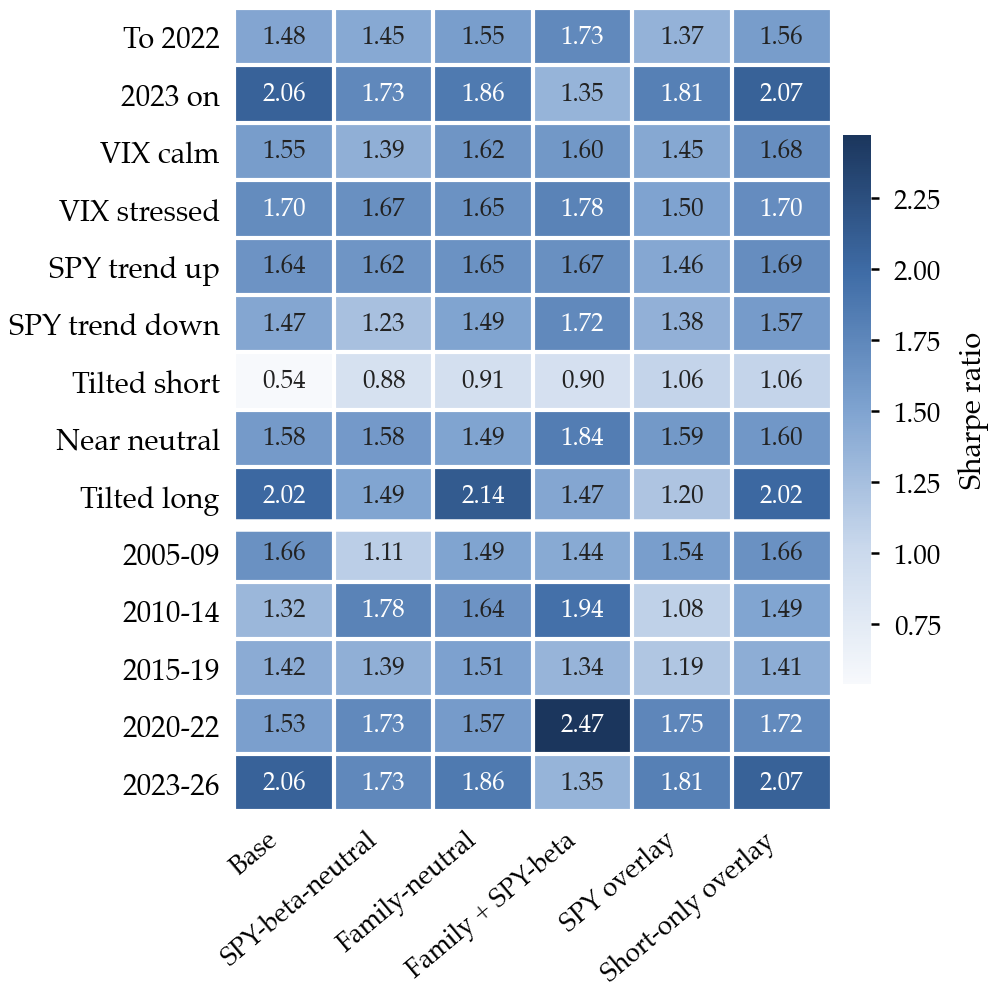 To 2022 1.48 1.45 1.55 1.73 1.37 1.56
2023 on 2.06 1.73 1.86 1.35 1.81 2.07
VIX calm 1.55 1.39 1.62 1.60 1.45 1.68
VIX stressed 1.70 1.67 1.65 1.78 1.50 1.70
SPY trend up 1.64 1.62 1.65 1.67 1.46 1.69
SPY trend down 1.47 1.23 1.49 1.72 1.38 1.57
Tilted short 0.54 0.88 0.91 0.90 1.06 1.06
Near neutral 1.58 1.58 1.49 1.84 1.59 1.60
Tilted long 2.02 1.49 2.14 1.47 1.20 2.02
2005-09 1.66 1.11 1.49 1.44 1.54 1.66
2010-14 1.32 1.78 1.64 1.94 1.08 1.49
2015-19 1.42 1.39 1.51 1.34 1.19 1.41
2020-22 1.53 1.73 1.57 2.47 1.75 1.72
2023-26 2.06 1.73 1.86 1.35 1.81 2.07
Base
SPY-beta-neutral
Family-neutral
Family + SPY-beta
SPY overlay
Short-only overlay
2.25
2.00
1.75
1.50
1.25
1.00
0.75
Sharpe ratio